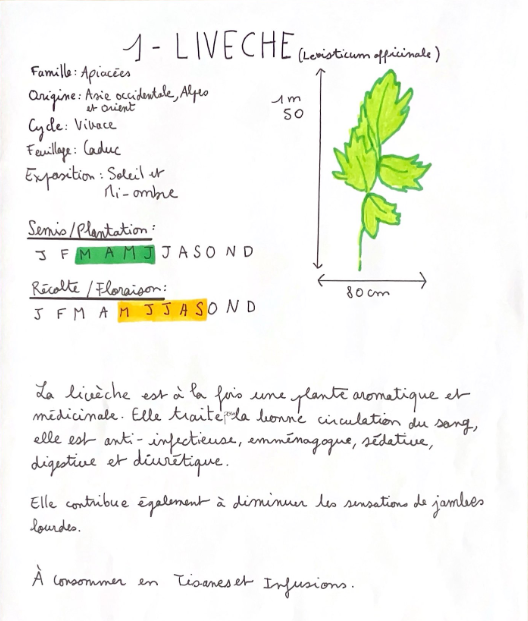 1 - LIVECHE (Levisticum officinale)
Famille : Apiacées
Origine : Asie occidentale, Alpes
et orient
Cycle : Vivace
Feuillage : Caduc
Exposition : Soleil et
Mi-ombre
1 m
50
Semis/Plantation :
J F M A M J J A S O N D
80 cm
Récolte / Floraison :
J F M A M J J A S O N D
La livèche est à la fois une plante aromatique et
médicinale. Elle traite la bonne circulation du sang,
elle est anti-infectieuse, emménagogue, sédative,
digestive et diurétique.
Elle contribue également à diminuer les sensations de jambes
lourdes.
À consommer en Tisanes et Infusions.